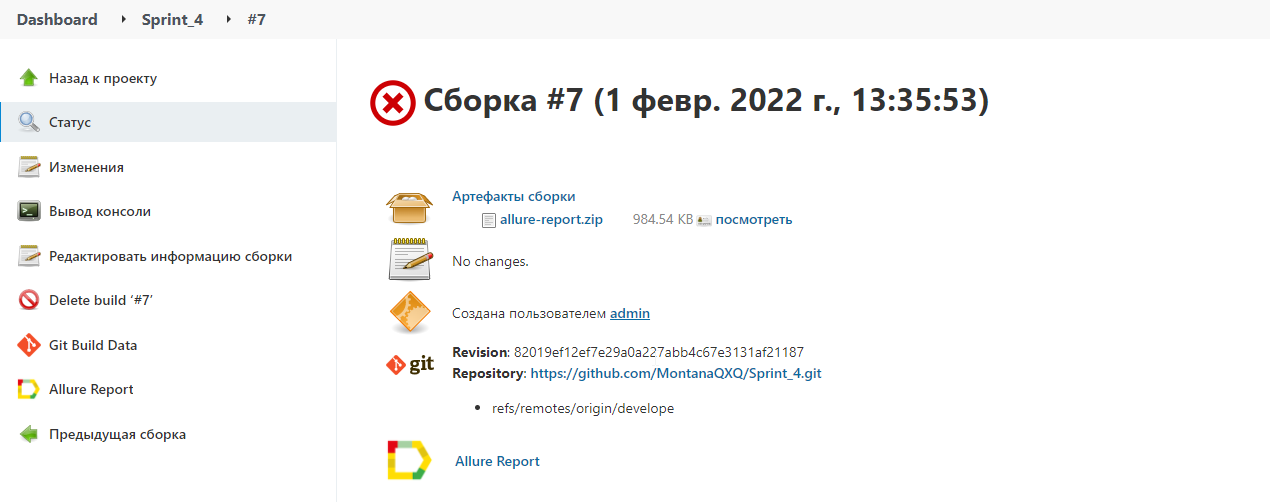 Dashboard Sprint_4 #7
Назад к проекту
Статус
Изменения
Вывод консоли
Редактировать информацию сборки
Delete build ‘#7’
Git Build Data
Allure Report
Предыдущая сборка
Сборка #7 (1 февр. 2022 г., 13:35:53)
Артефакты сборки
allure-report.zip 984.54 KB посмотреть
No changes.
Создана пользователем admin
git
Revision: 82019ef12ef7e29a0a227abb4c67e3131af21187
Repository: https://github.com/MontanaQXQ/Sprint_4.git
refs/remotes/origin/develope
Allure Report